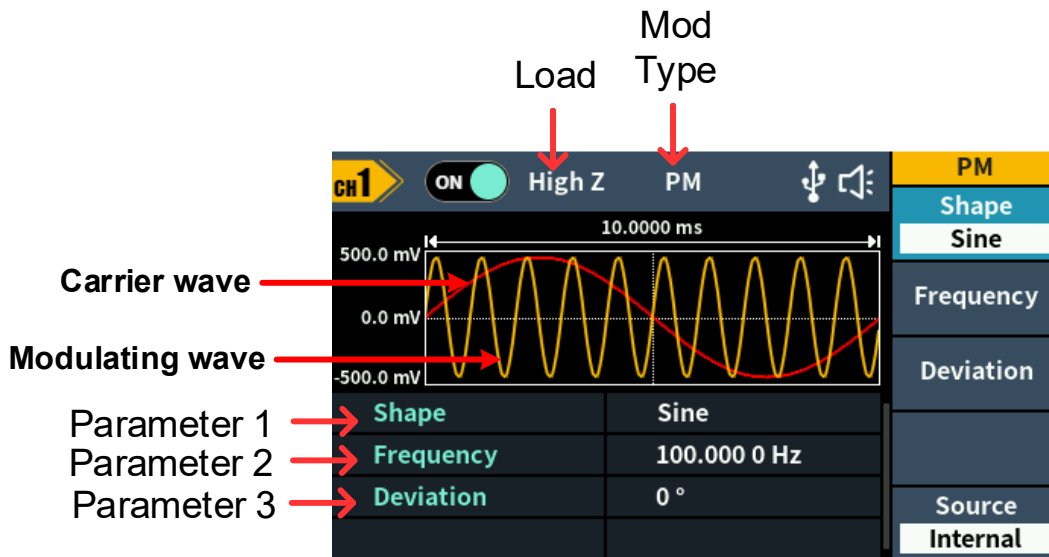 Mod
Type
Load
CH1
ON
High Z
PM
PM
Shape
Sine
Frequency
Deviation
Source
Internal
10.0000 ms
500.0 mV
0.0 mV
-500.0 mV
Carrier wave
Modulating wave
Parameter 1
Shape
Sine
Parameter 2
Frequency
100.000 0 Hz
Parameter 3
Deviation
0 °